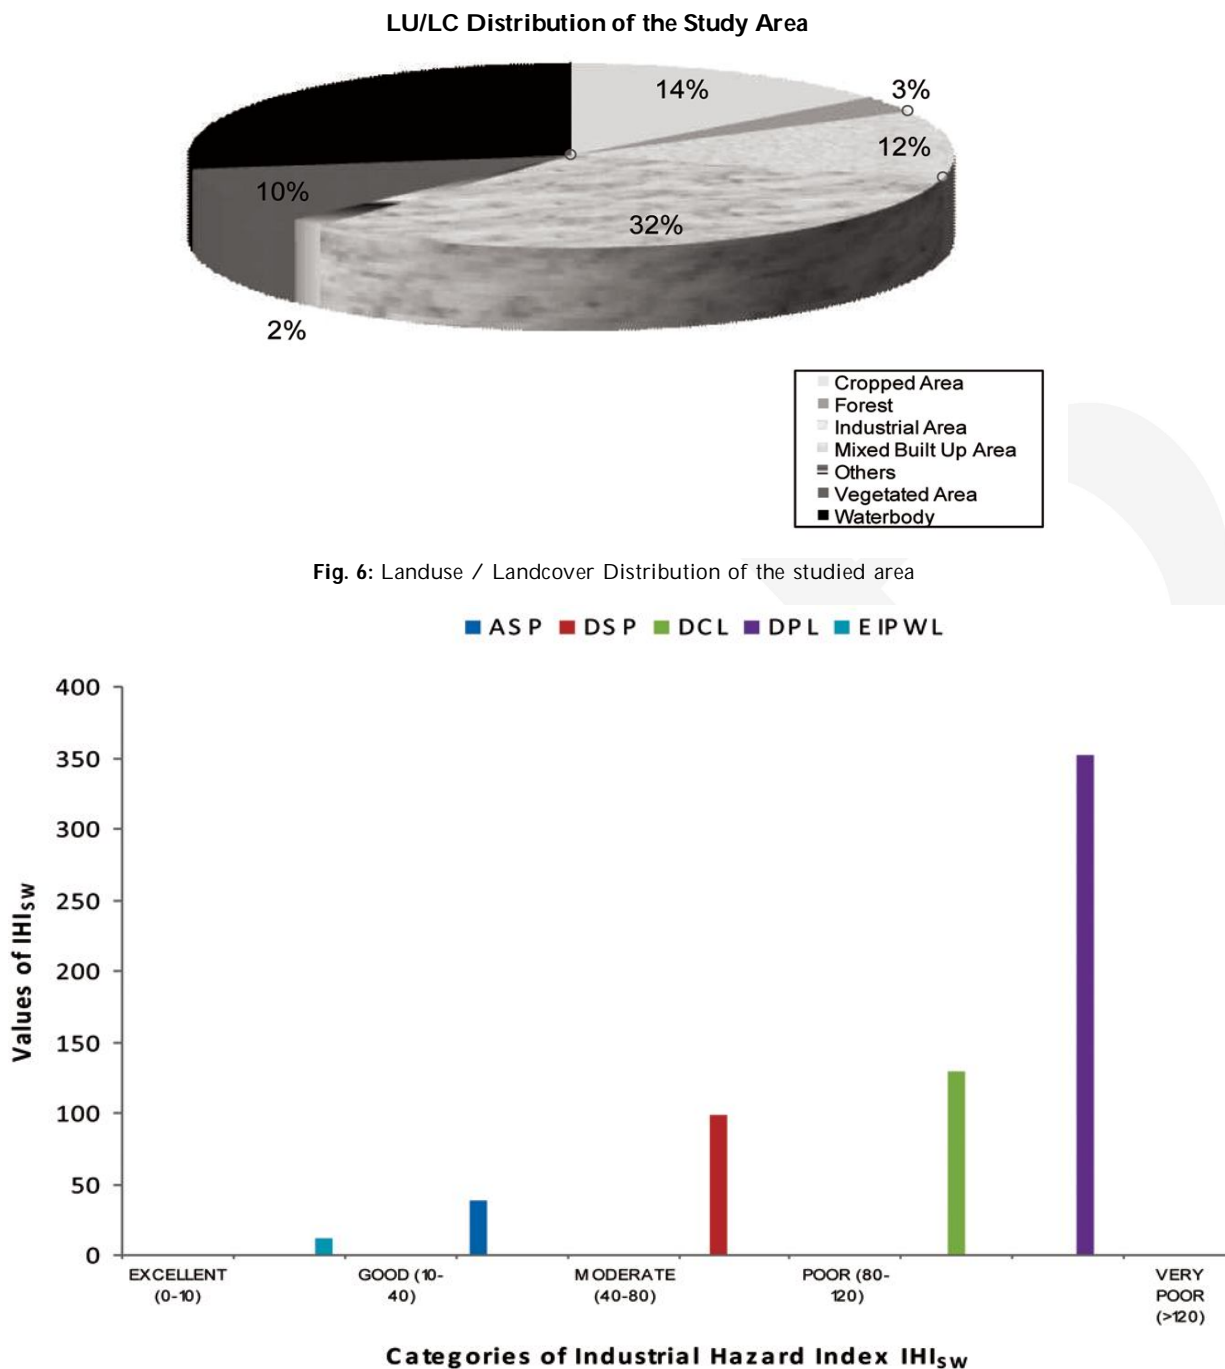 LU/LC Distribution of the Study Area
14%
3%
12%
10%
32%
2%
Cropped Area
Forest
Industrial Area
Mixed Built Up Area
Others
Vegetated Area
Waterbody
Fig. 6: Landuse / Landcover Distribution of the studied area
ASP DSP DCL DPL EIPWL
400
350
300
250
200
150
100
50
0
Values of IHISW
EXCELLENT
(0-10)
GOOD (10-
40)
MODERATE
(40-80)
POOR (80-
120)
VERY
POOR
(>120)
Categories of Industrial Hazard Index IHISW